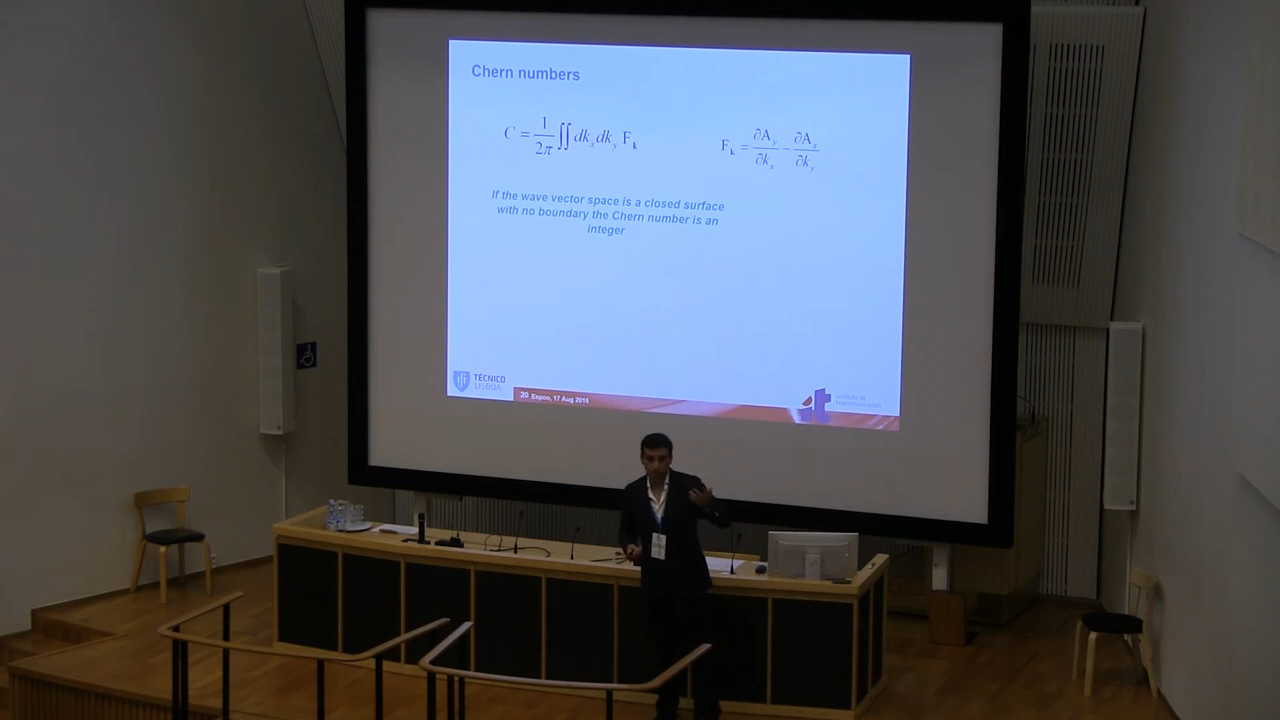 Chern numbers
C = 1/2π ∬ dk_x dk_y F_k
F_k = ∂A_y/∂k_x − ∂A_x/∂k_y
If the wave vector space is a closed surface
with no boundary the Chern number is an
integer
TÉCNICO
LISBOA
20 Espoo, 17 Aug 2016